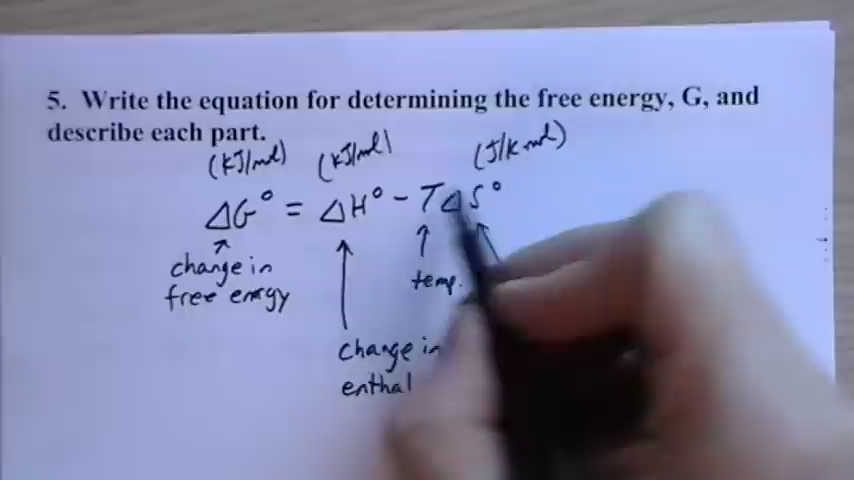 5. Write the equation for determining the free energy, G, and
describe each part.
(kJ/mol) (kJ/mol) (J/K mol)
ΔG° = ΔH° - TΔS°
change in
free energy
temp.
change in
enthal